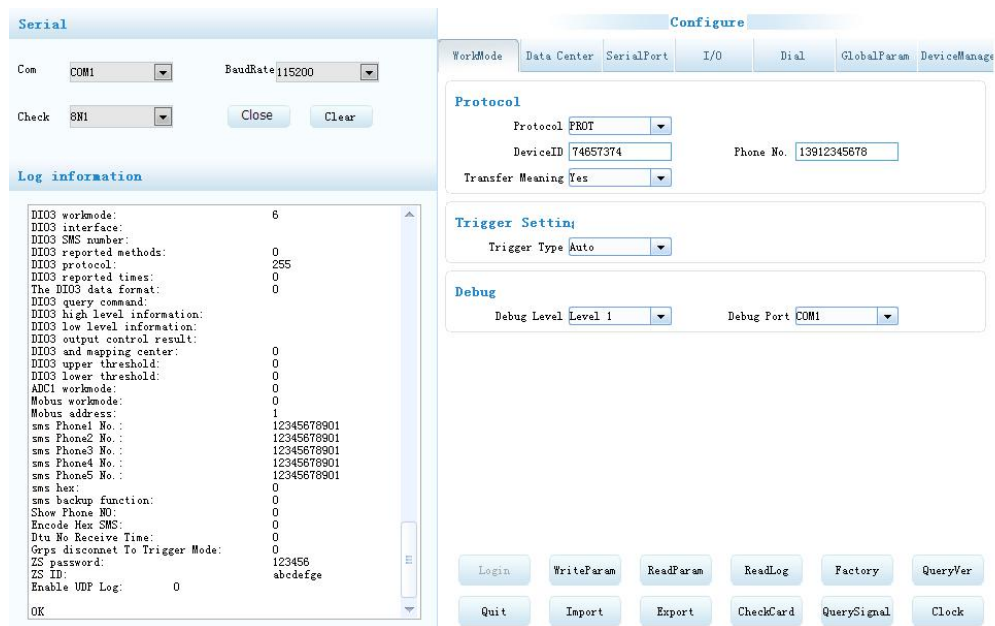 Serial
Com COM1 BaudRate 115200
Check 8N1 Close Clear
Log information
DIO3 workmode: 6
DIO3 interface:
DIO3 SMS number:
DIO3 reported methods: 0
DIO3 protocol: 255
DIO3 reported times: 0
The DIO3 data format: 0
DIO3 query command:
DIO3 high level information:
DIO3 low level information:
DIO3 output control result:
DIO3 and mapping center: 0
DIO3 upper threshold: 0
DIO3 lower threshold: 0
ADC1 workmode: 0
Mobus workmode: 0
Mobus address: 1
sms Phone1 No.: 12345678901
sms Phone2 No.: 12345678901
sms Phone3 No.: 12345678901
sms Phone4 No.: 12345678901
sms Phone5 No.: 12345678901
sms hex: 0
sms backup function: 0
Show Phone NO: 0
Encode Hex SMS: 0
Dtu No Receive Time: 0
Grps disconnet To Trigger Mode: 0
ZS password: 123456
ZS ID: abcdefge
Enable UDP Log: 0
OK
Configure
WorkMode Data Center SerialPort I/O Dial GlobalParam DeviceManage
Protocol
Protocol PROT
DeviceID 74657374 Phone No. 13912345678
Transfer Meaning Yes
Trigger Setting
Trigger Type Auto
Debug
Debug Level Level 1 Debug Port COM1
Login WriteParam ReadParam ReadLog Factory QueryVer
Quit Import Export CheckCard QuerySignal Clock